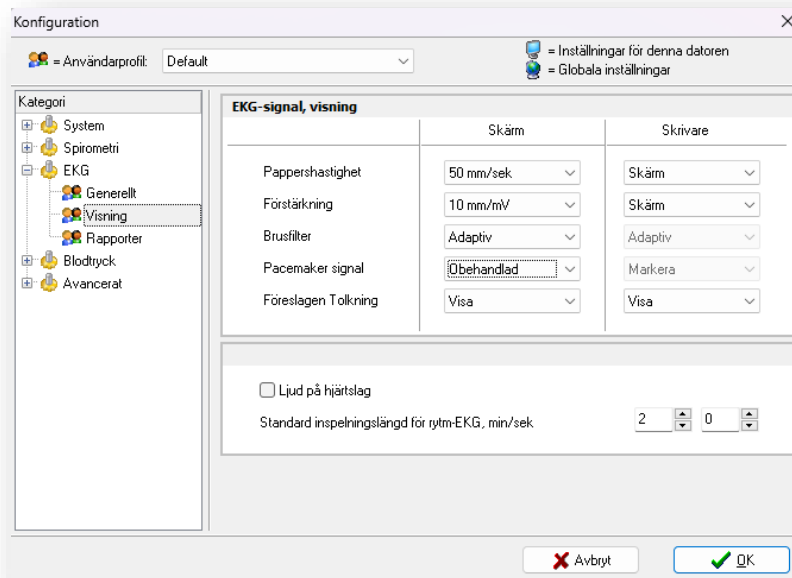 Konfiguration
= Användarprofil: Default
= Inställningar för denna datoren
= Globala inställningar
Kategori
System
Spirometri
EKG
Generellt
Visning
Rapporter
Blodtryck
Avancerat
EKG-signal, visning
Skärm Skrivare
Pappershastighet 50 mm/sek Skärm
Förstärkning 10 mm/mV Skärm
Brusfilter Adaptiv Adaptiv
Pacemaker signal Obehandlad Markera
Föreslagen Tolkning Visa Visa
Ljud på hjärtslag
Standard inspelningslängd för rytm-EKG, min/sek 2 0
Avbryt OK